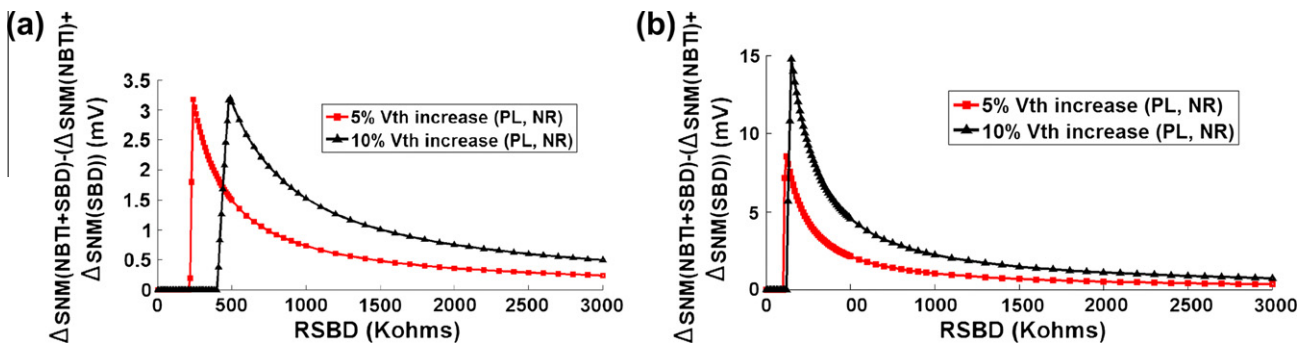 (a)
ΔSNM(NBTI+SBD)-(ΔSNM(NBTI)+
ΔSNM(SBD)) (mV)
3.5
3
2.5
2
1.5
1
0.5
0
5% Vth increase (PL, NR)
10% Vth increase (PL, NR)
0 500 1000 1500 2000 2500 3000
RSBD (Kohms)
(b)
ΔSNM(NBTI+SBD)-(ΔSNM(NBTI)+
ΔSNM(SBD)) (mV)
15
10
5
0
5% Vth increase (PL, NR)
10% Vth increase (PL, NR)
0 00 1000 1500 2000 2500 3000
RSBD (Kohms)